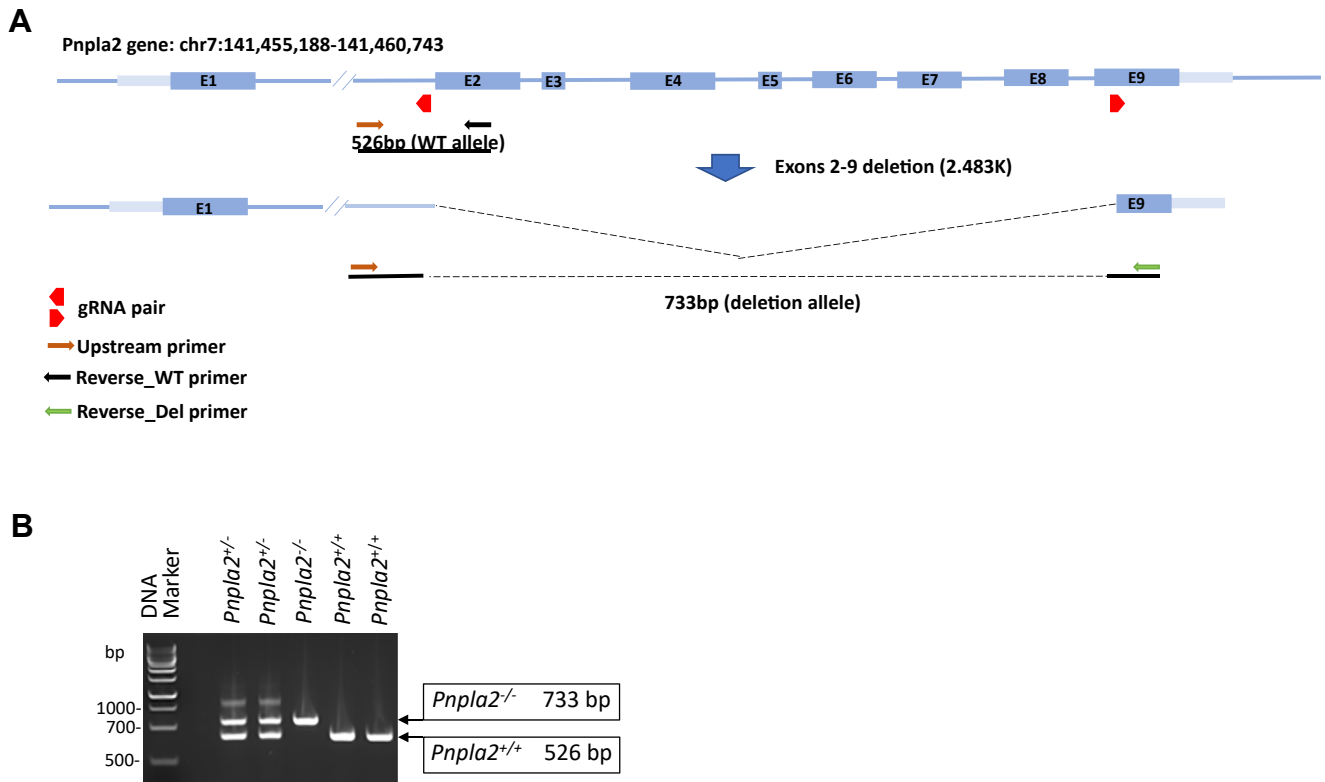 A
Pnpla2 gene: chr7:141,455,188-141,460,743
E1 E2 E3 E4 E5 E6 E7 E8 E9
526bp (WT allele)
Exons 2-9 deletion (2.483K)
E1 E9
733bp (deletion allele)
gRNA pair
Upstream primer
Reverse_WT primer
Reverse_Del primer
B
DNA
Marker
Pnpla2+/-
Pnpla2+/-
Pnpla2-/-
Pnpla2+/+
Pnpla2+/+
bp
1000-
700-
500-
Pnpla2-/- 733 bp
Pnpla2+/+ 526 bp